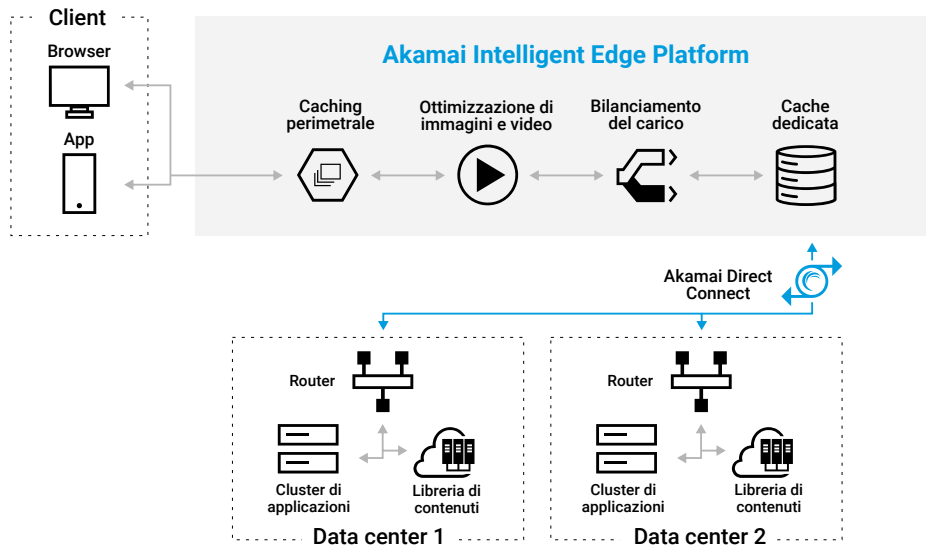 Client
Browser
App
Akamai Intelligent Edge Platform
Caching
perimetrale
Ottimizzazione di
immagini e video
Bilanciamento
del carico
Cache
dedicata
Akamai Direct
Connect
Router
Cluster di
applicazioni
Libreria di
contenuti
Data center 1
Router
Cluster di
applicazioni
Libreria di
contenuti
Data center 2